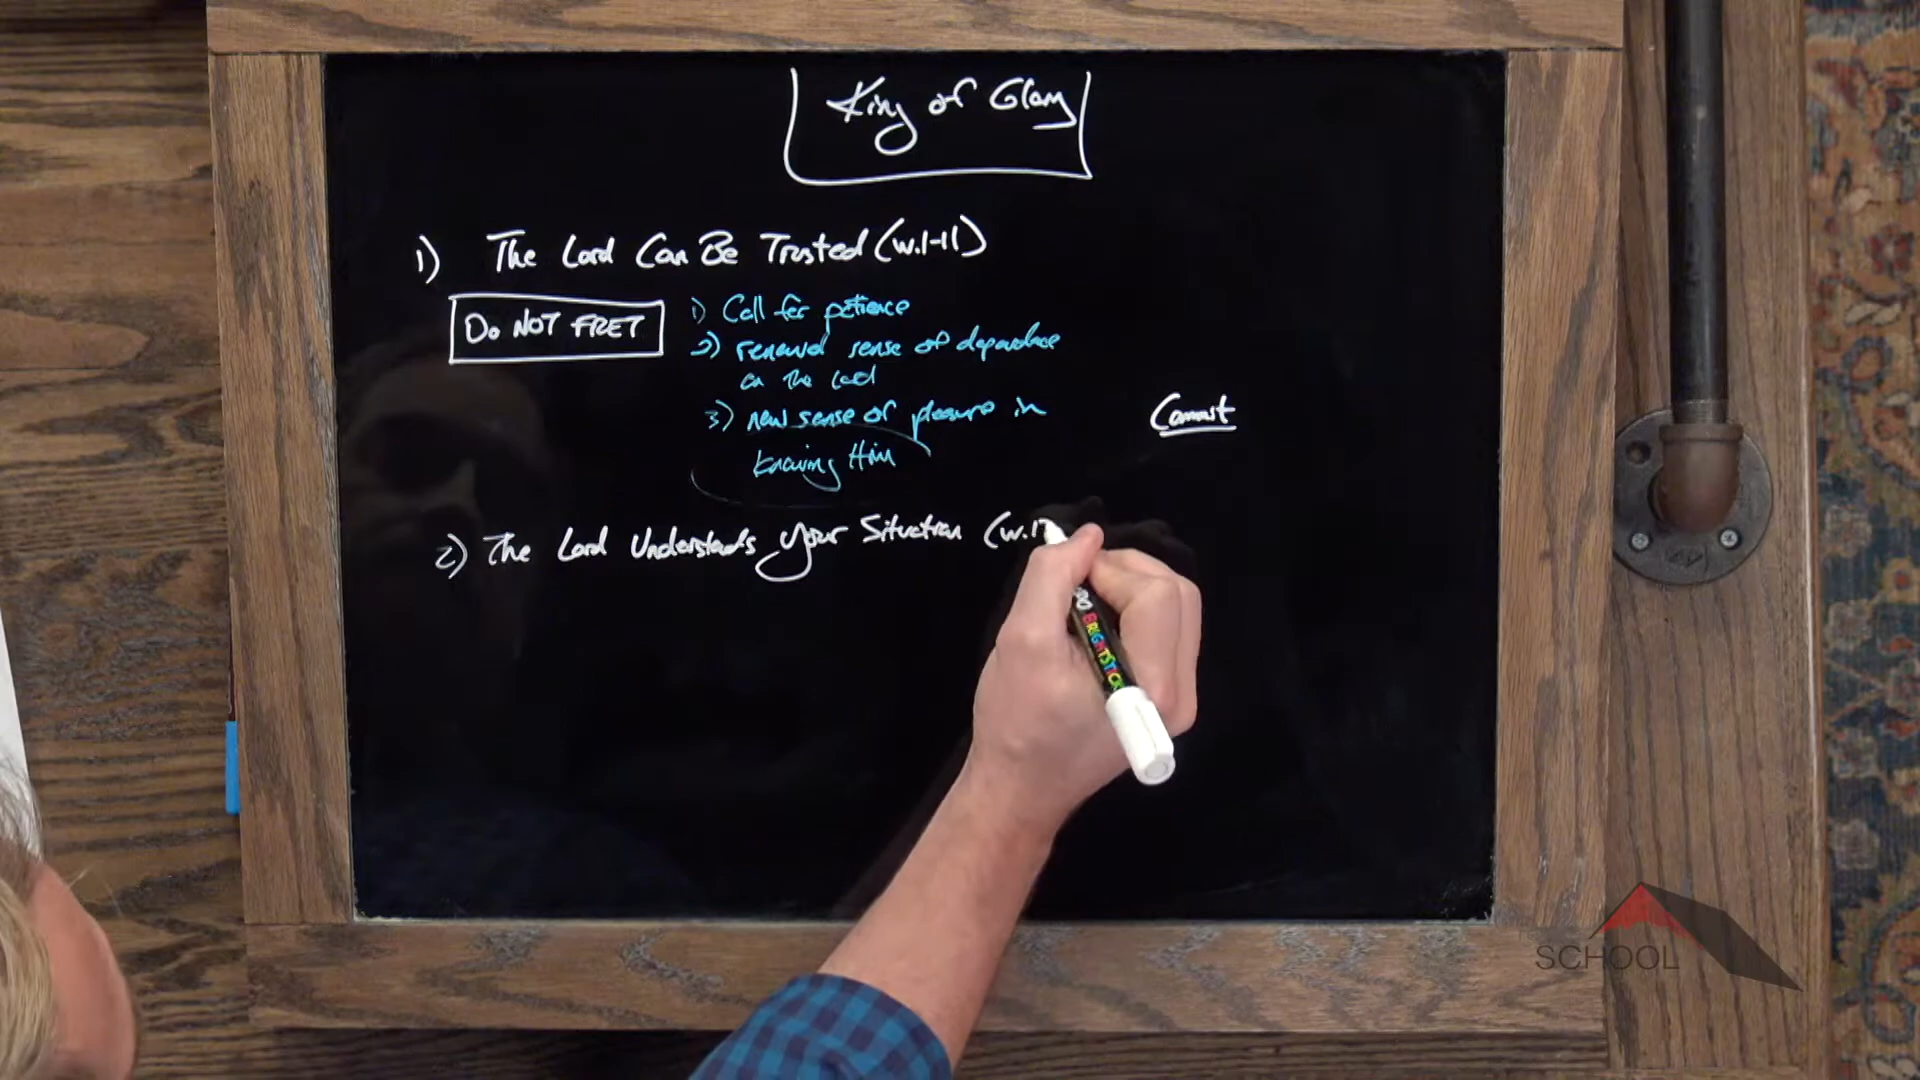 King of Glory
1) The Lord Can Be Trusted (vv.1-11)
DO NOT FRET
1) Call for patience
2) renewed sense of dependence
on the Lord
3) new sense of pleasure in
knowing Him
Commit
2) The Lord Understands your Situation (vv.1
BRIGHTSTICK
SCHOOL